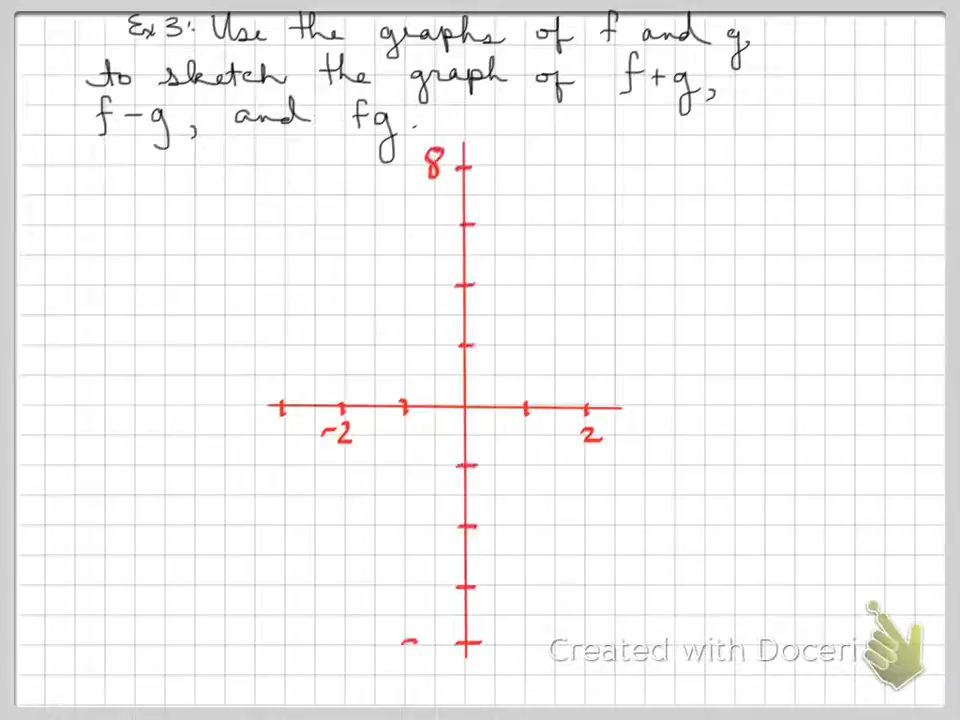 Ex 3: Use the graphs of f and g
to sketch the graph of f+g,
f-g, and fg.
8
-2
2
-
Created with Doceri